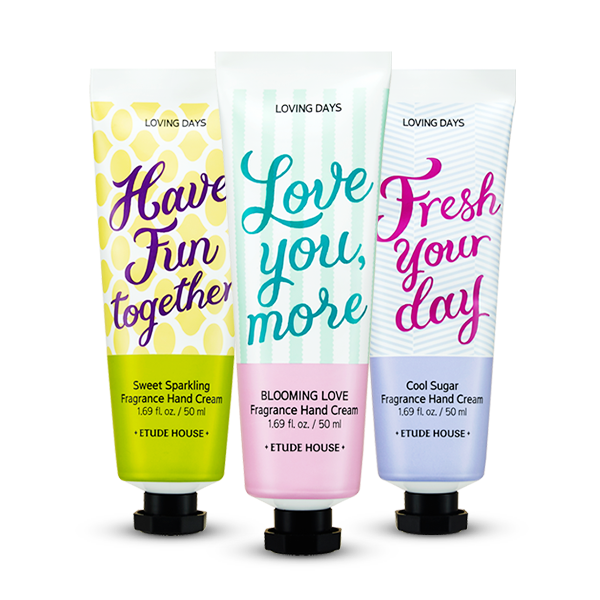 LOVING DAYS
Have
Fun
together
Sweet Sparkling
Fragrance Hand Cream
1.69 fl. oz. / 50 ml
ETUDE HOUSE
LOVING DAYS
Love
you,
more
BLOOMING LOVE
Fragrance Hand Cream
1.69 fl. oz. / 50 ml
ETUDE HOUSE
LOVING DAYS
Fresh
your
day
Cool Sugar
Fragrance Hand Cream
1.69 fl. oz. / 50 ml
ETUDE HOUSE